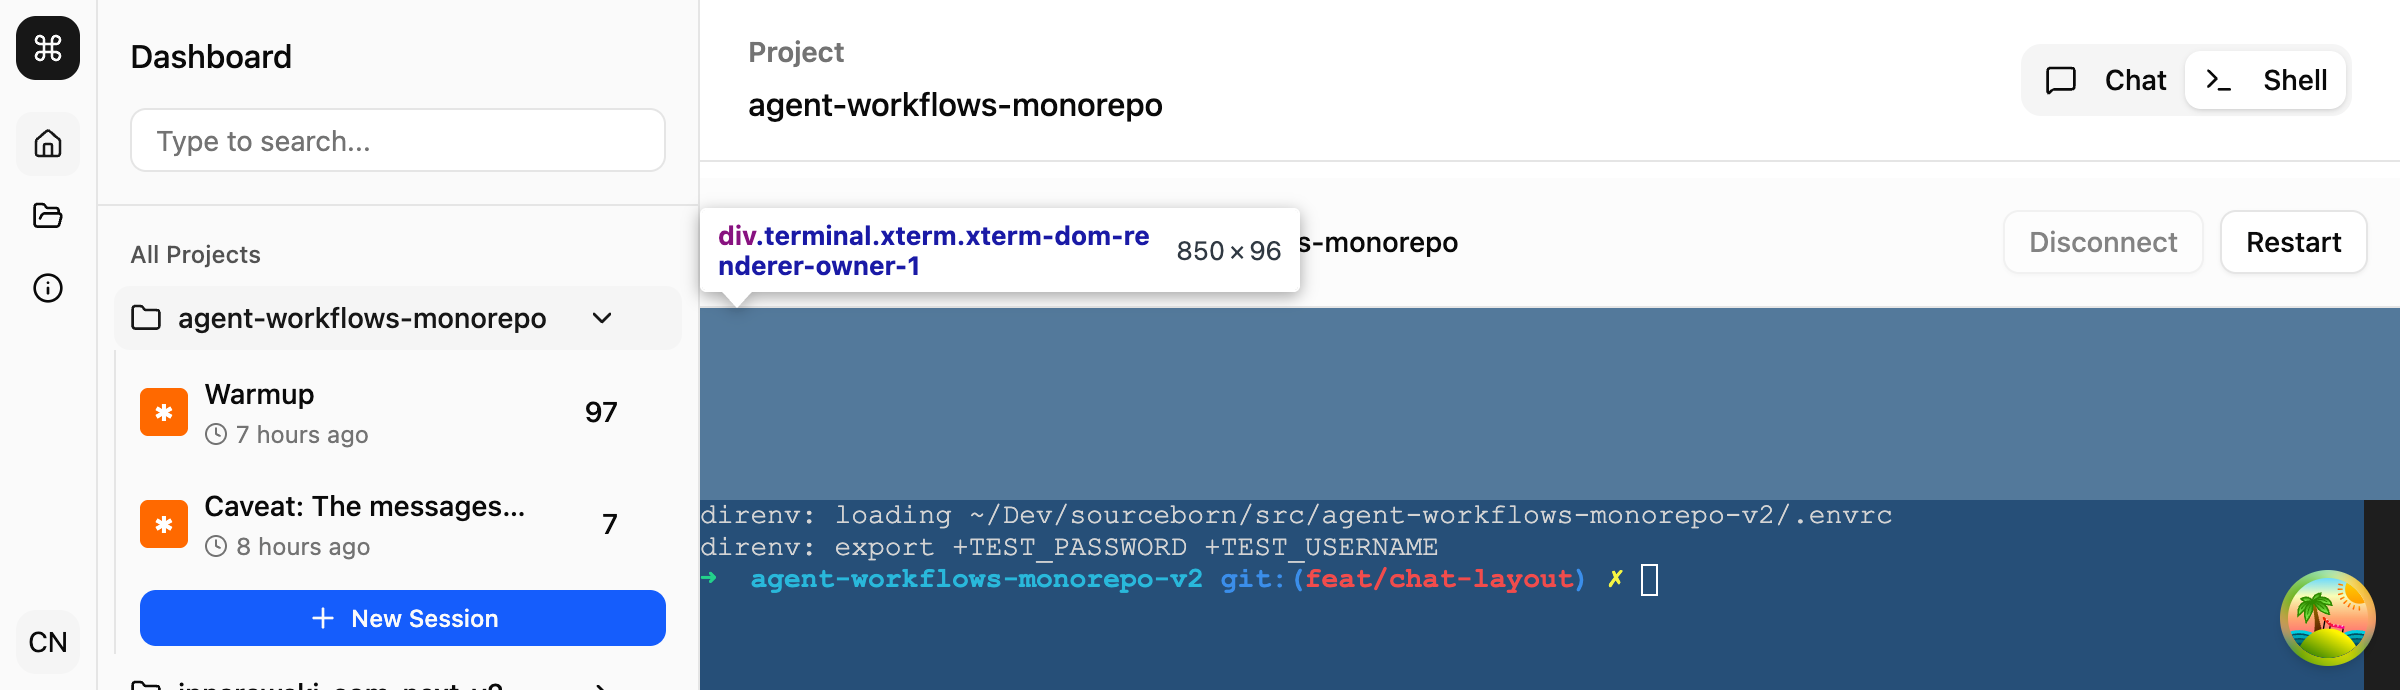 Dashboard
Type to search...
All Projects
agent-workflows-monorepo
Warmup
7 hours ago
97
Caveat: The messages...
8 hours ago
7
+ New Session
CN
Project
agent-workflows-monorepo
Chat
Shell
div.terminal.xterm.xterm-dom-re
nderer-owner-1
850 × 96
s-monorepo
Disconnect
Restart
direnv: loading ~/Dev/sourceborn/src/agent-workflows-monorepo-v2/.envrc
direnv: export +TEST_PASSWORD +TEST_USERNAME
➜ agent-workflows-monorepo-v2 git:(feat/chat-layout) ✗